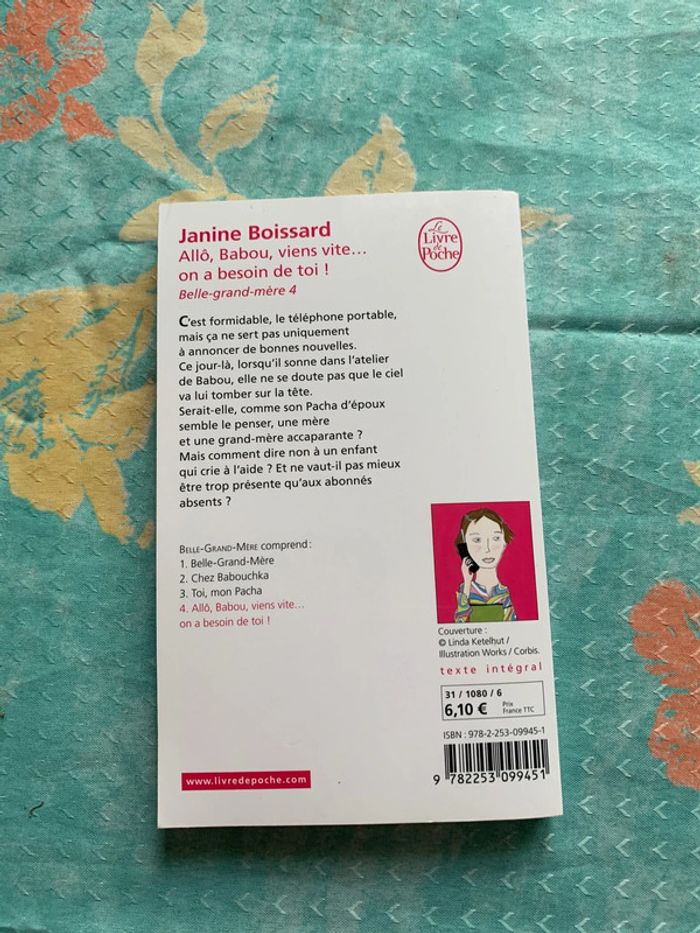 Janine Boissard
Allô, Babou, viens vite…
on a besoin de toi !
Belle-grand-mère 4
Le
Livre
de
Poche
C'est formidable, le téléphone portable,
mais ça ne sert pas uniquement
à annoncer de bonnes nouvelles.
Ce jour-là, lorsqu'il sonne dans l'atelier
de Babou, elle ne se doute pas que le ciel
va lui tomber sur la tête.
Serait-elle, comme son Pacha d'époux
semble le penser, une mère
et une grand-mère accaparante ?
Mais comment dire non à un enfant
qui crie à l'aide ? Et ne vaut-il pas mieux
être trop présente qu'aux abonnés
absents ?
BELLE-GRAND-MÈRE comprend :
1. Belle-Grand-Mère
2. Chez Babouchka
3. Toi, mon Pacha
4. Allô, Babou, viens vite…
on a besoin de toi !
Couverture :
© Linda Ketelhut /
Illustration Works / Corbis.
texte intégral
31 / 1080 / 6
6,10 € Prix
France TTC
ISBN : 978-2-253-09945-1
9 782253 099451
www.livredepoche.com